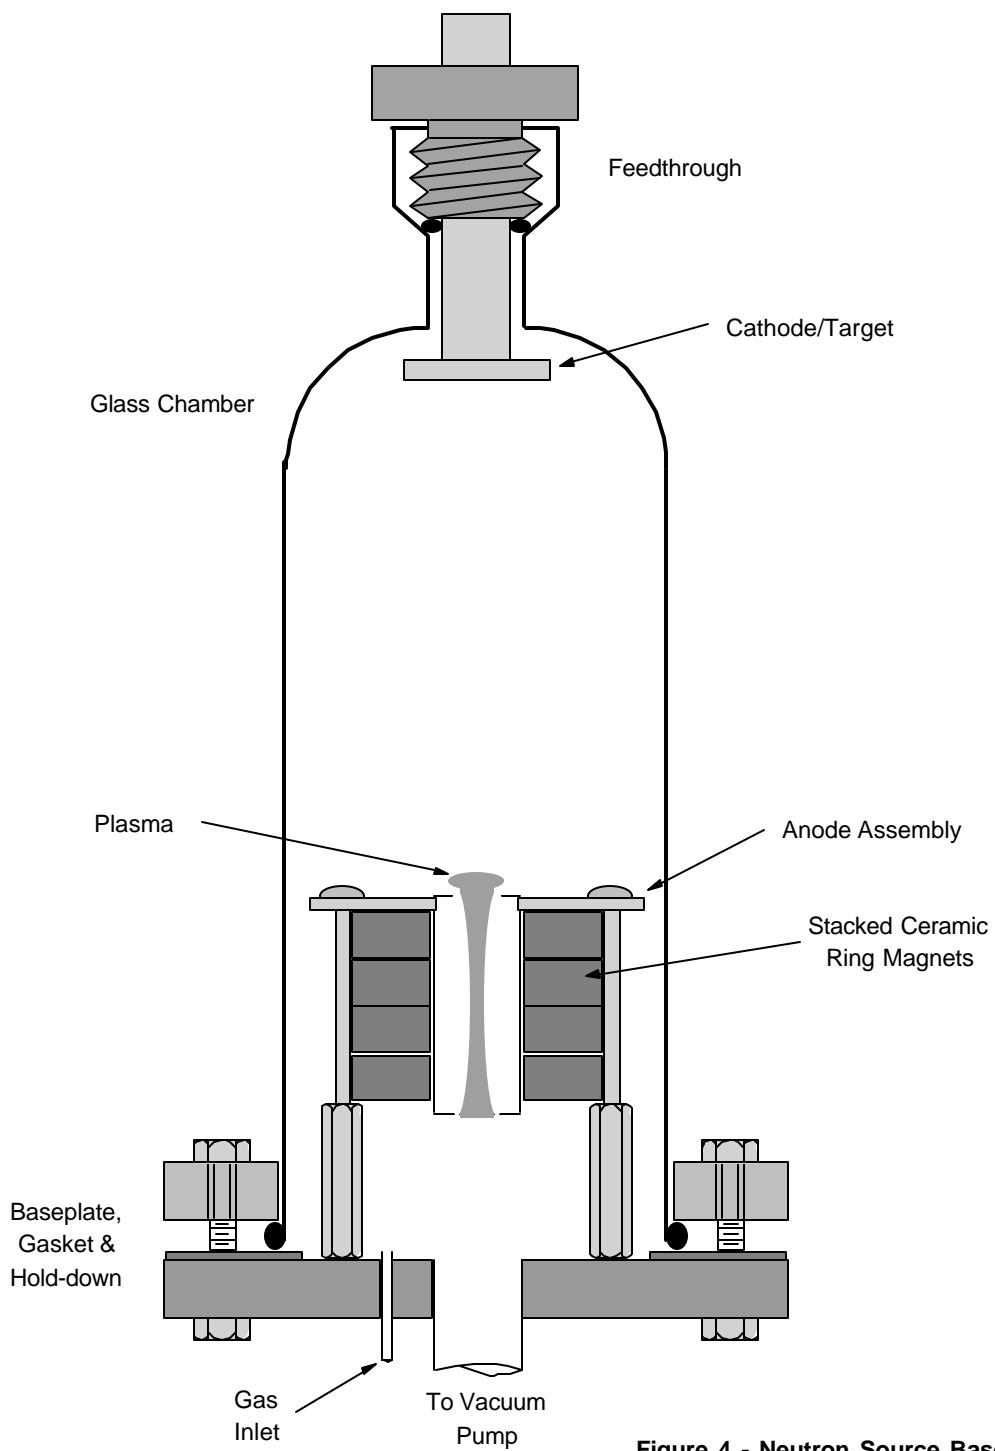 Feedthrough
Cathode/Target
Glass Chamber
Plasma
Anode Assembly
Stacked Ceramic
Ring Magnets
Baseplate,
Gasket &
Hold-down
Gas
Inlet
To Vacuum
Pump
Figure 4 - Neutron Source Bas